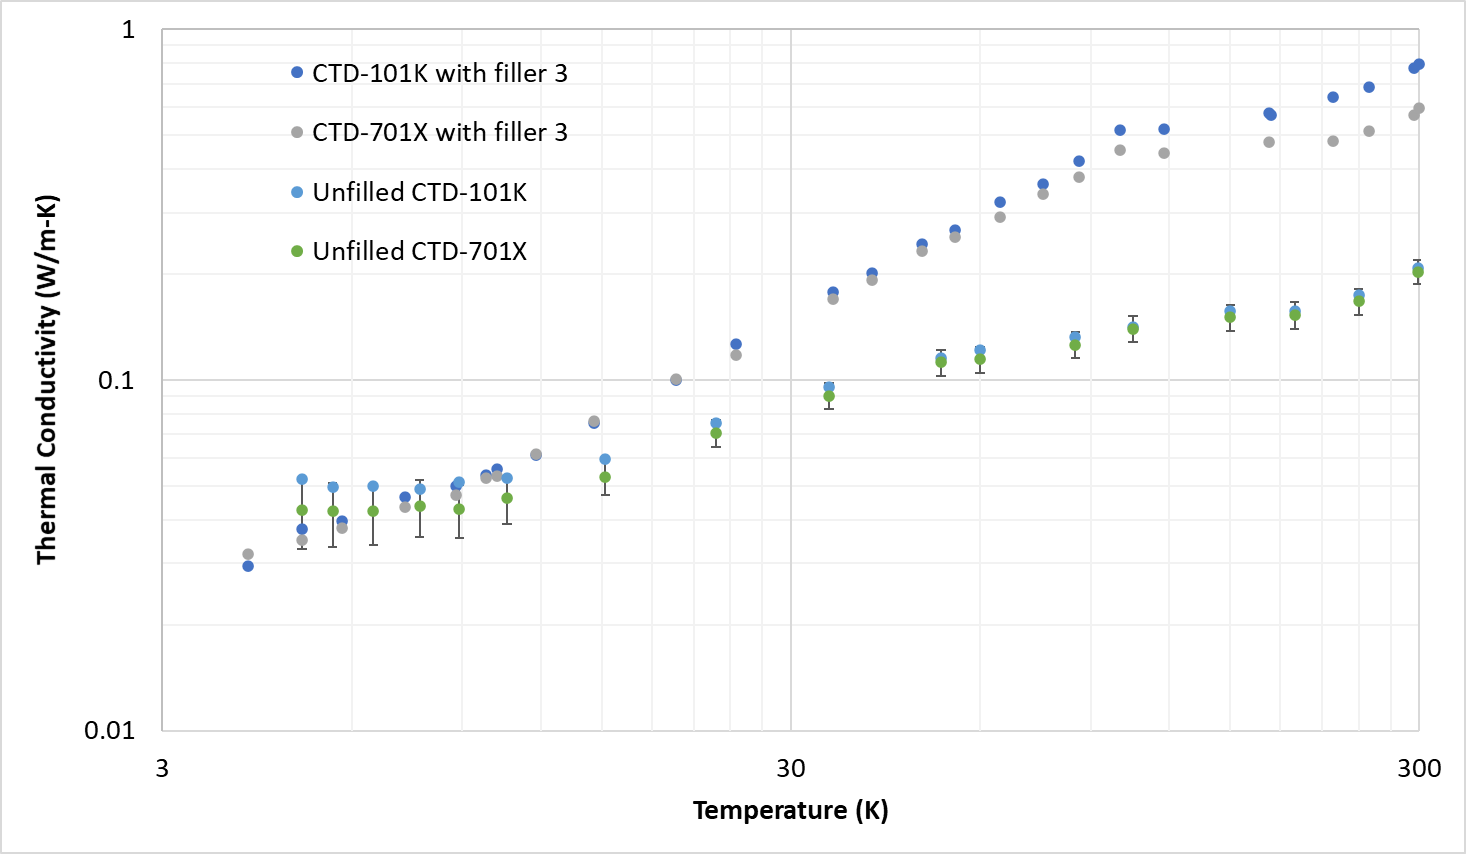 1
CTD-101K with filler 3
CTD-701X with filler 3
Unfilled CTD-101K
Unfilled CTD-701X
Thermal Conductivity (W/m-K)
0.1
0.01
3
30
300
Temperature (K)